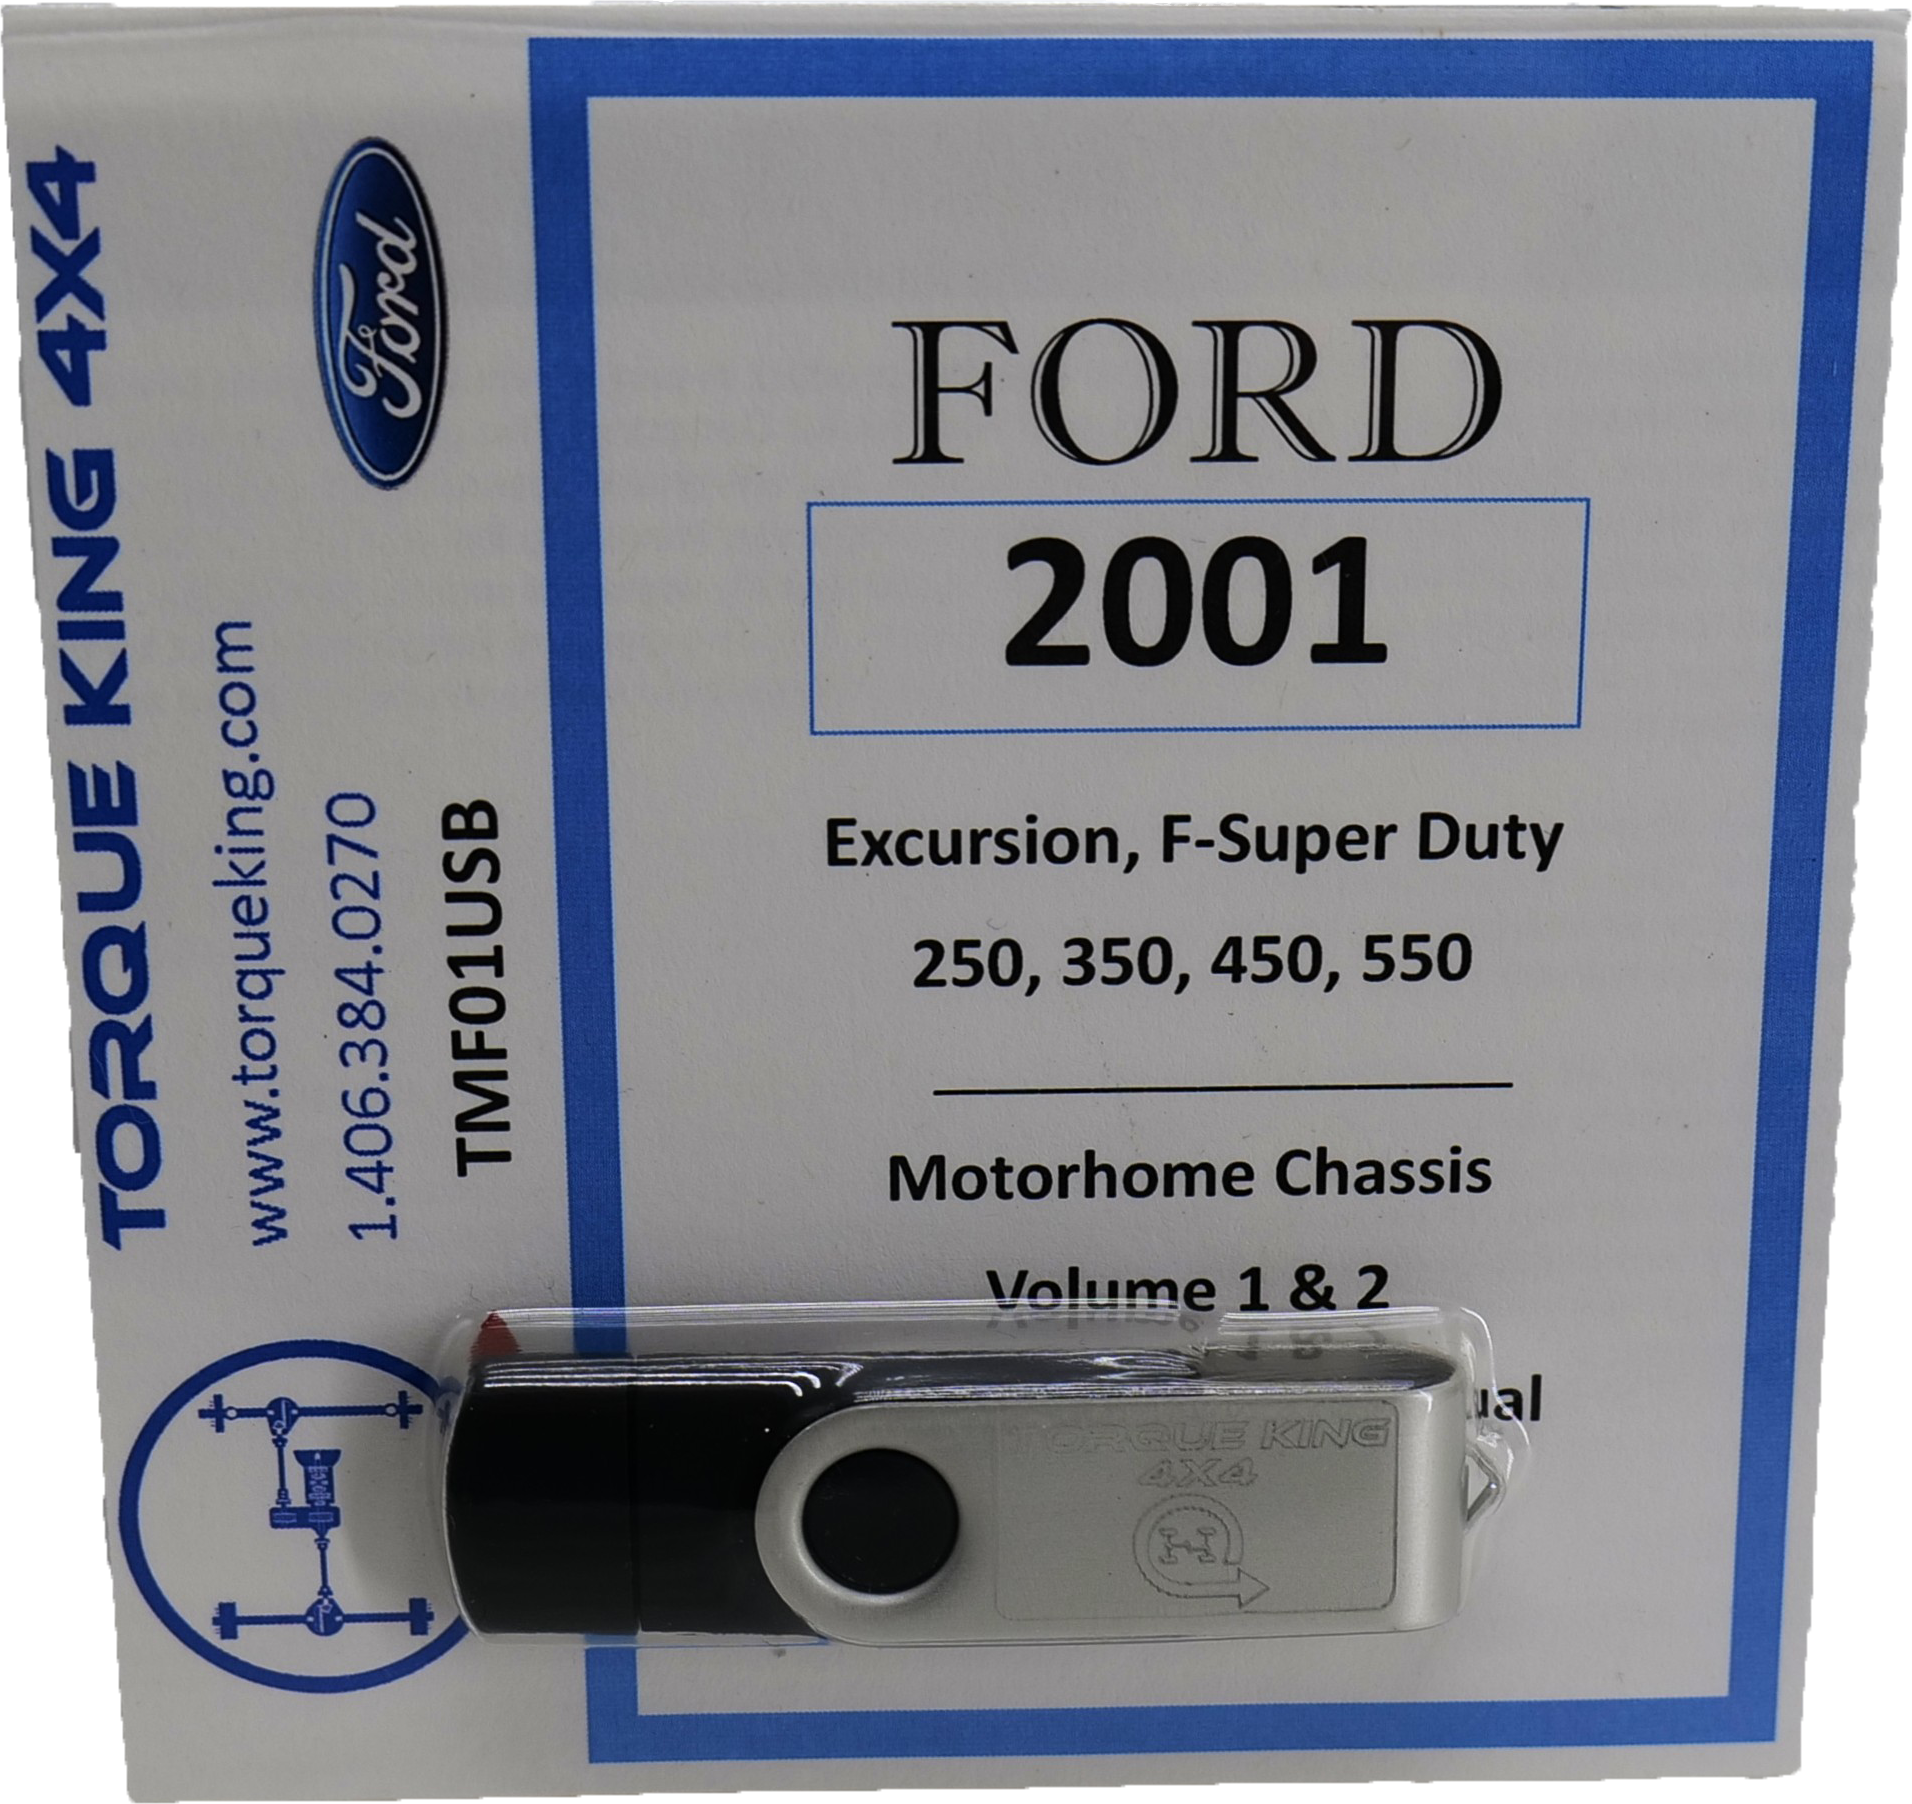 TORQUE KING 4X4
www.torqueking.com
1.406.384.0270
TMF01USB
Ford
FORD
2001
Excursion, F-Super Duty
250, 350, 450, 550
Motorhome Chassis
Volume 1 & 2
TORQUE KING
4X4